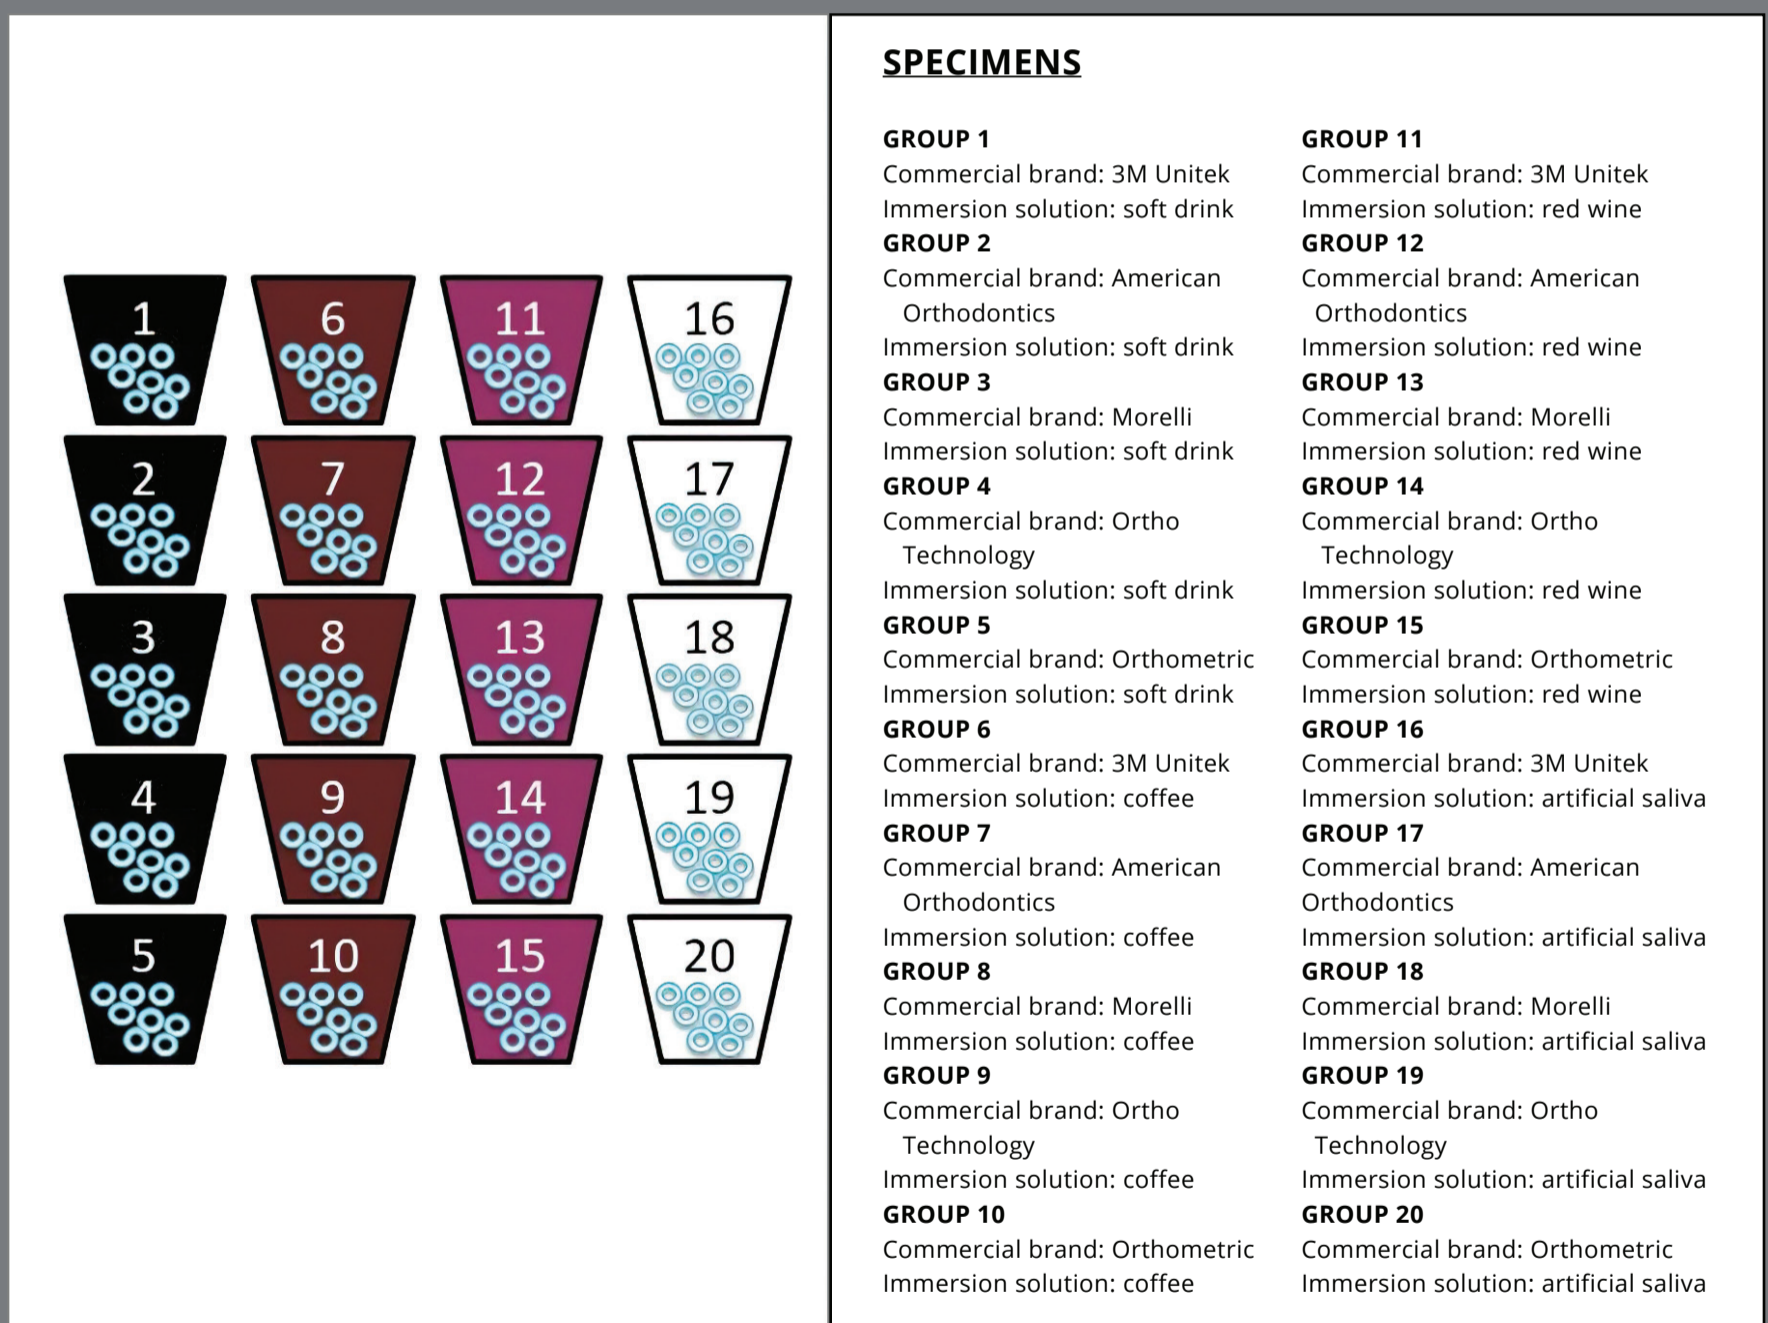 1
6
11
16
2
7
12
17
3
8
13
18
4
9
14
19
5
10
15
20
SPECIMENS
GROUP 1
Commercial brand: 3M Unitek
Immersion solution: soft drink
GROUP 2
Commercial brand: American
Orthodontics
Immersion solution: soft drink
GROUP 3
Commercial brand: Morelli
Immersion solution: soft drink
GROUP 4
Commercial brand: Ortho
Technology
Immersion solution: soft drink
GROUP 5
Commercial brand: Orthometric
Immersion solution: soft drink
GROUP 6
Commercial brand: 3M Unitek
Immersion solution: coffee
GROUP 7
Commercial brand: American
Orthodontics
Immersion solution: coffee
GROUP 8
Commercial brand: Morelli
Immersion solution: coffee
GROUP 9
Commercial brand: Ortho
Technology
Immersion solution: coffee
GROUP 10
Commercial brand: Orthometric
Immersion solution: coffee
GROUP 11
Commercial brand: 3M Unitek
Immersion solution: red wine
GROUP 12
Commercial brand: American
Orthodontics
Immersion solution: red wine
GROUP 13
Commercial brand: Morelli
Immersion solution: red wine
GROUP 14
Commercial brand: Ortho
Technology
Immersion solution: red wine
GROUP 15
Commercial brand: Orthometric
Immersion solution: red wine
GROUP 16
Commercial brand: 3M Unitek
Immersion solution: artificial saliva
GROUP 17
Commercial brand: American
Orthodontics
Immersion solution: artificial saliva
GROUP 18
Commercial brand: Morelli
Immersion solution: artificial saliva
GROUP 19
Commercial brand: Ortho
Technology
Immersion solution: artificial saliva
GROUP 20
Commercial brand: Orthometric
Immersion solution: artificial saliva